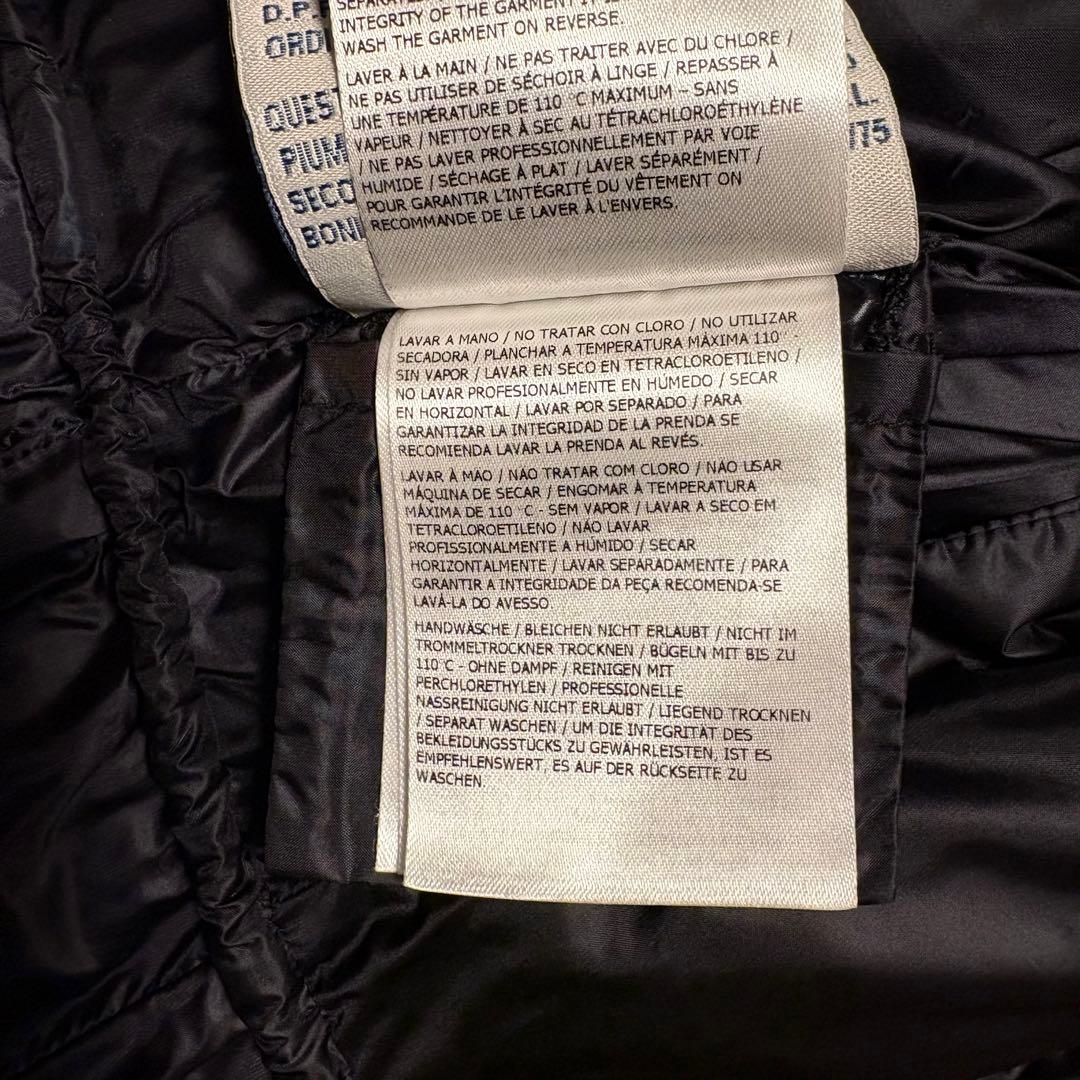 D.P.
INTEGRITY OF THE GARMENT IT IS
WASH THE GARMENT ON REVERSE.
LAVER À LA MAIN / NE PAS TRAITER AVEC DU CHLORE /
NE PAS UTILISER DE SÉCHOIR À LINGE / REPASSER À
UNE TEMPÉRATURE DE 110 °C MAXIMUM – SANS
VAPEUR / NETTOYER À SEC AU TÉTRACHLOROÉTHYLÈNE
/ NE PAS LAVER PROFESSIONNELLEMENT PAR VOIE
HUMIDE / SÉCHAGE À PLAT / LAVER SÉPARÉMENT /
POUR GARANTIR L'INTÉGRITÉ DU VÊTEMENT ON
RECOMMANDE DE LE LAVER À L'ENVERS.
QUEST
PIUM
SECO
BON
L.
175
LAVAR A MANO / NO TRATAR CON CLORO / NO UTILIZAR
SECADORA / PLANCHAR A TEMPERATURA MÁXIMA 110° -
SIN VAPOR / LAVAR EN SECO EN TETRACLOROETILENO /
NO LAVAR PROFESIONALMENTE EN HÚMEDO / SECAR
EN HORIZONTAL / LAVAR POR SEPARADO / PARA
GARANTIZAR LA INTEGRIDAD DE LA PRENDA SE
RECOMIENDA LAVAR LA PRENDA AL REVÉS.
LAVAR À MAO / NÃO TRATAR COM CLORO / NAO USAR
MÁQUINA DE SECAR / ENGOMAR À TEMPERATURA
MÁXIMA DE 110 °C - SEM VAPOR / LAVAR A SECO EM
TETRACLOROETILENO / NÃO LAVAR
PROFISSIONALMENTE A HÚMIDO / SECAR
HORIZONTALMENTE / LAVAR SEPARADAMENTE / PARA
GARANTIR A INTEGRIDADE DA PEÇA RECOMENDA-SE
LAVÁ-LA DO AVESSO
HANDWÄSCHE / BLEICHEN NICHT ERLAUBT / NICHT IM
TROMMELTROCKNER TROCKNEN / BÜGELN MIT BIS ZU
110°C - OHNE DAMPF / REINIGEN MIT
PERCHLORETHYLEN / PROFESSIONELLE
NASSREINIGUNG NICHT ERLAUBT / LIEGEND TROCKNEN
/ SEPARAT WASCHEN / UM DIE INTEGRITÄT DES
BEKLEIDUNGSSTÜCKS ZU GEWÄHRLEISTEN, IST ES
EMPFEHLENSWERT, ES AUF DER RÜCKSEITE ZU
WASCHEN.